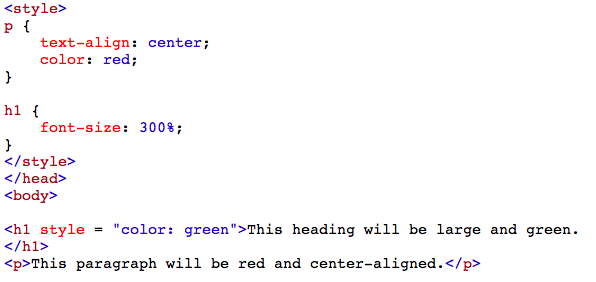 <style>
p {
    text-align: center;
    color: red;
}
h1 {
    font-size: 300%;
}
</style>
</head>
<body>
<h1 style = "color: green">This heading will be large and green.
</h1>
<p>This paragraph will be red and center-aligned.</p>